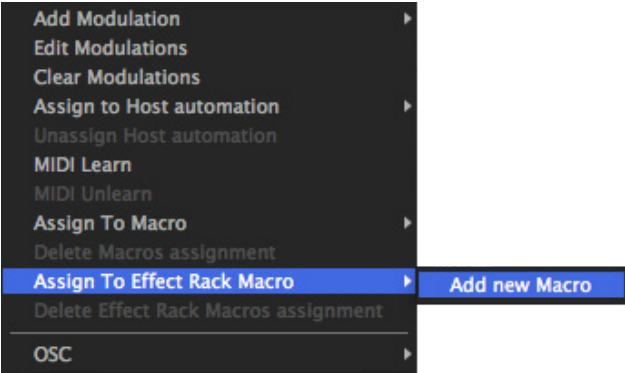 Add Modulation
Edit Modulations
Clear Modulations
Assign to Host automation
Unassign Host automation
MIDI Learn
MIDI Unlearn
Assign To Macro
Delete Macros assignment
Assign To Effect Rack Macro
Add new Macro
Delete Effect Rack Macros assignment
OSC